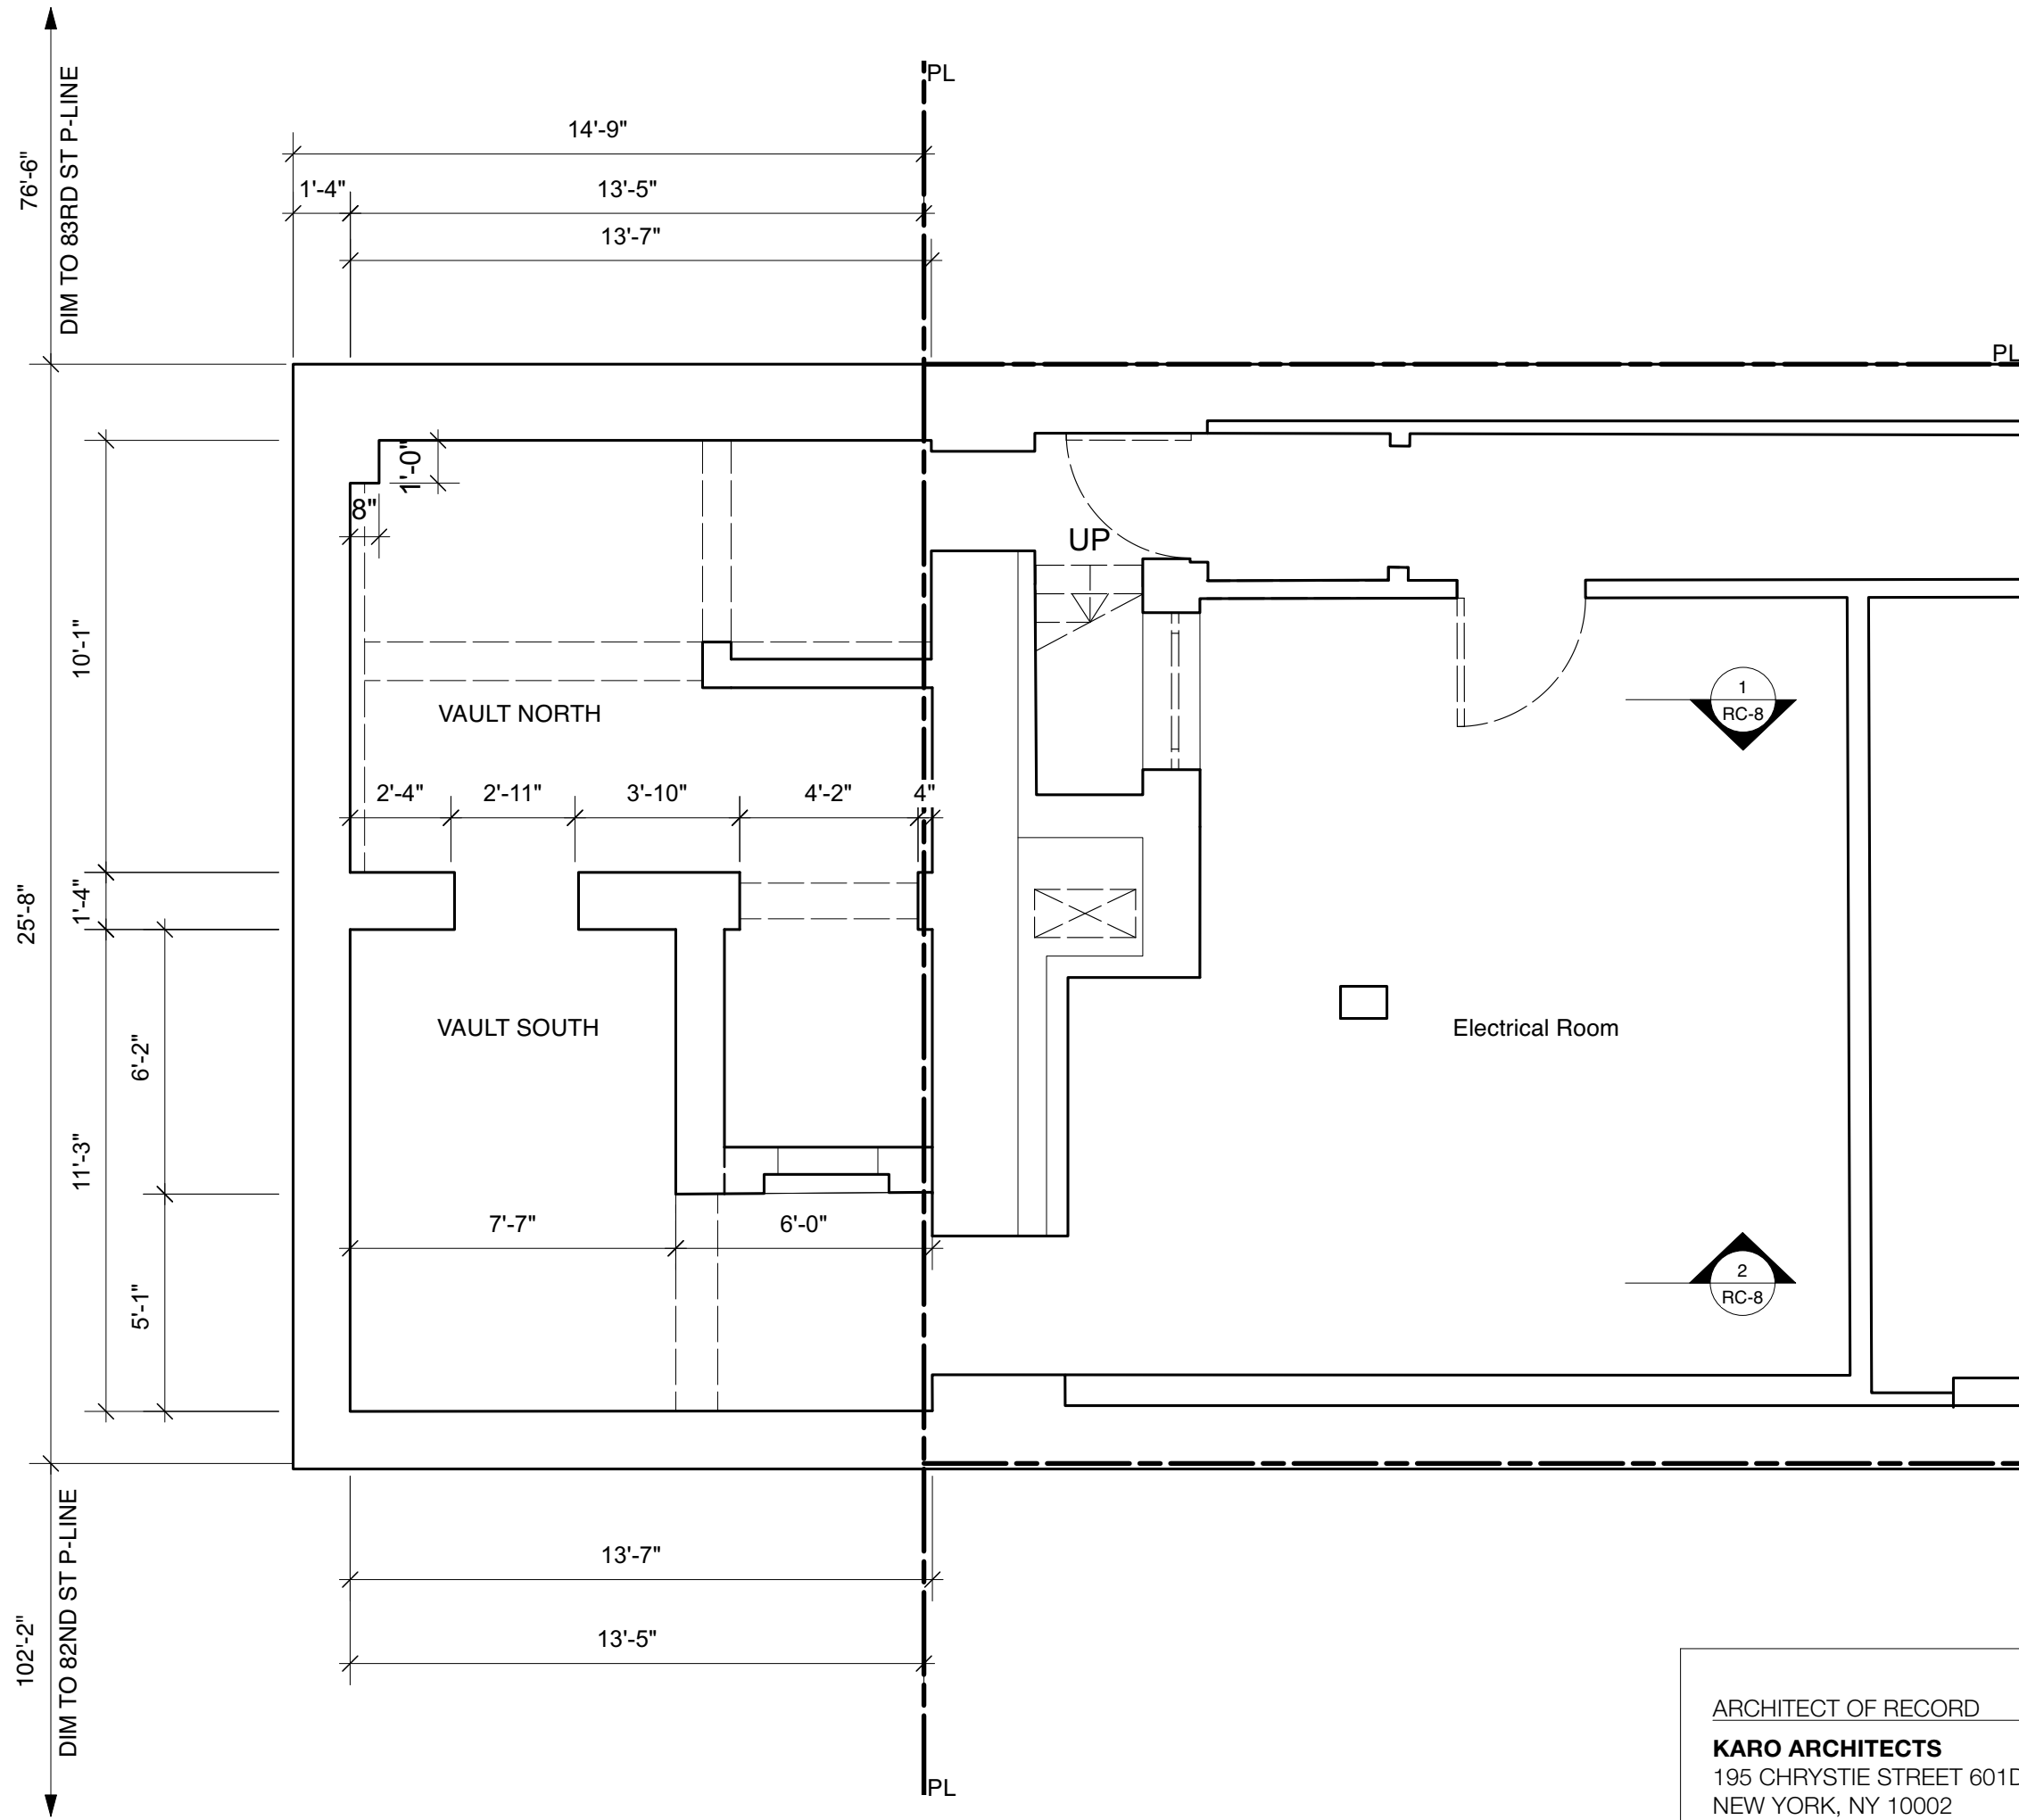 PL
14'-9"
76'-6"
DIM TO 83RD ST P-LINE
1'-4"
13'-5"
13'-7"
PL
1'-0"
8"
UP
10'-1"
VAULT NORTH
1
RC-8
2'-4"
2'-11"
3'-10"
4'-2"
4"
1'-4"
25'-8"
VAULT SOUTH
Electrical Room
6'-2"
11'-3"
7'-7"
6'-0"
5'-1"
2
RC-8
13'-7"
13'-5"
102'-2"
DIM TO 82ND ST P-LINE
PL
ARCHITECT OF RECORD
KARO ARCHITECTS
195 CHRYSTIE STREET 601D
NEW YORK, NY 10002